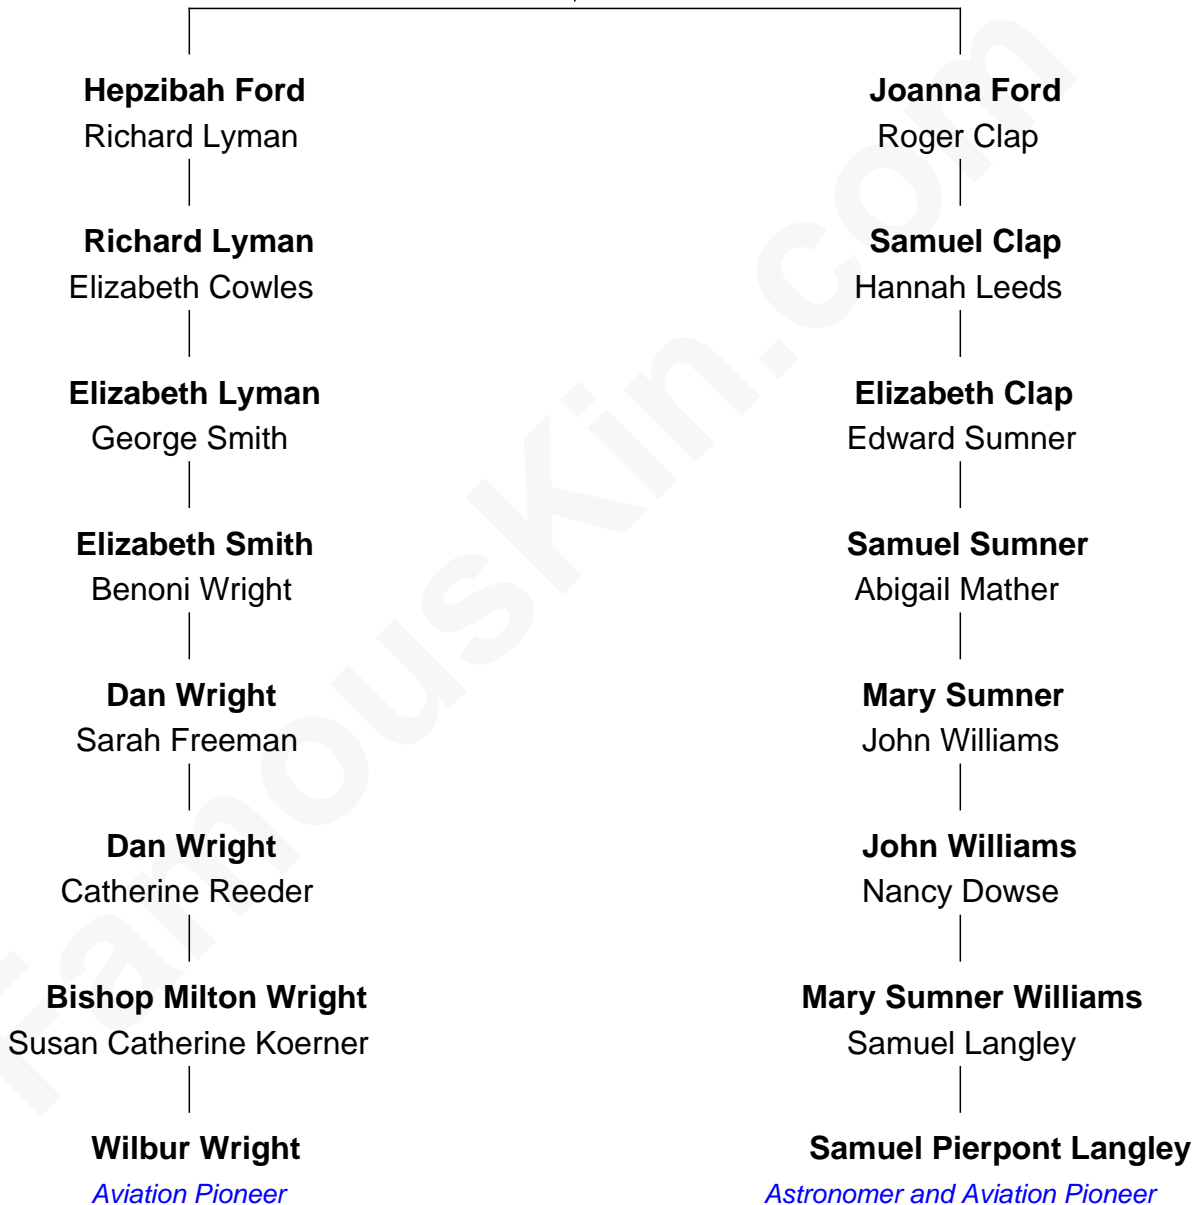 Hepzibah Ford
Richard Lyman
Richard Lyman
Elizabeth Cowles
Elizabeth Lyman
George Smith
Elizabeth Smith
Benoni Wright
Dan Wright
Sarah Freeman
Dan Wright
Catherine Reeder
Bishop Milton Wright
Susan Catherine Koerner
Wilbur Wright
Aviation Pioneer
Joanna Ford
Roger Clap
Samuel Clap
Hannah Leeds
Elizabeth Clap
Edward Sumner
Samuel Sumner
Abigail Mather
Mary Sumner
John Williams
John Williams
Nancy Dowse
Mary Sumner Williams
Samuel Langley
Samuel Pierpont Langley
Astronomer and Aviation Pioneer
FamousKin.com